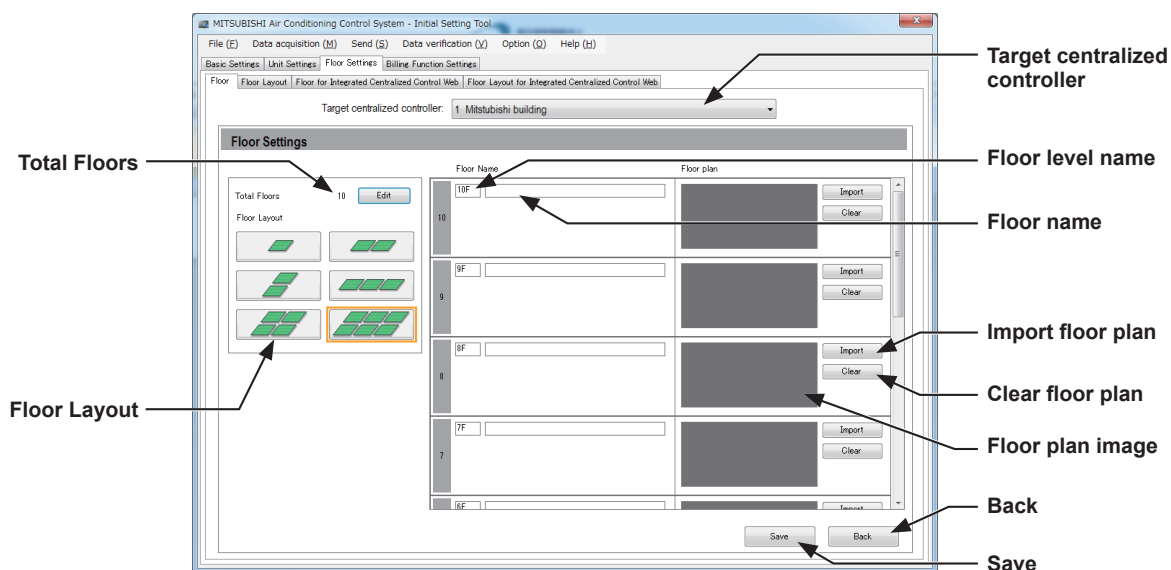 MITSUBISHI Air Conditioning Control System - Initial Setting Tool
File (F) Data acquisition (M) Send (S) Data verification (V) Option (O) Help (H)
Basic Settings Unit Settings Floor Settings Billing Function Settings
Floor Floor Layout Floor for Integrated Centralized Control Web Floor Layout for Integrated Centralized Control Web
Target centralized controller: 1 Mitstubishi building
Target centralized
controller
Floor Settings
Total Floors
Floor Name Floor plan
Floor level name
Total Floors 10 Edit
Floor Layout
10 10F Import
Clear
Floor name
9 9F Import
Clear
8 8F Import
Clear
Import floor plan
Clear floor plan
Floor Layout
7 7F Import
Clear
Floor plan image
6F Import
Save Back
Back
Save